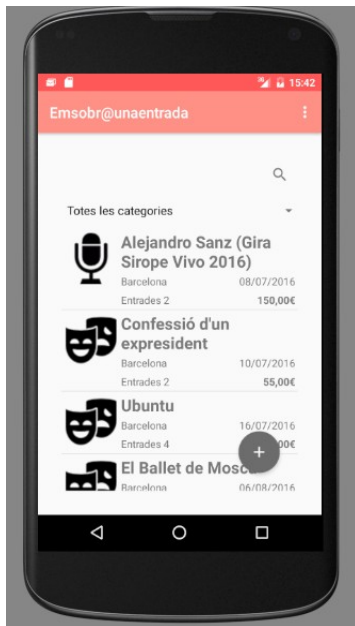 15:42
Emsobr@unaentrada
Totes les categories
Alejandro Sanz (Gira
Sirope Vivo 2016)
Barcelona 08/07/2016
Entrades 2 150,00€
Confessió d'un
expresident
Barcelona 10/07/2016
Entrades 2 55,00€
Ubuntu
Barcelona 16/07/2016
Entrades 4
El Ballet de
Barcelona 06/08/2016